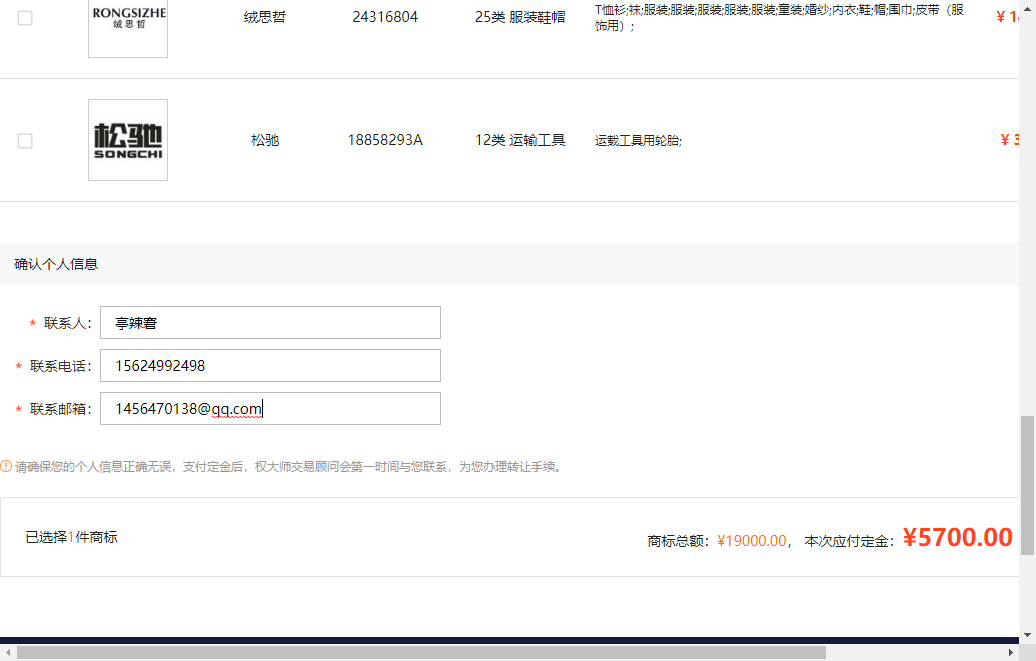 RONGSIZHE
绒思哲
绒思哲
24316804
25类 服装鞋帽
T恤衫;袜;服装;服装;服装;服装;服装;童装;婚纱;内衣;鞋;帽;围巾;皮带（服
饰用）;
¥ 1
松驰
SONGCHI
松驰
18858293A
12类 运输工具
运载工具用轮胎;
¥ 3
确认个人信息
* 联系人：
* 联系电话： 15624992498
* 联系邮箱： 1456470138@qq.com
请确保您的个人信息正确无误，支付定金后，权大师交易顾问会第一时间与您联系，为您办理转让手续。
已选择1件商标
商标总额：¥19000.00， 本次应付定金：¥5700.00